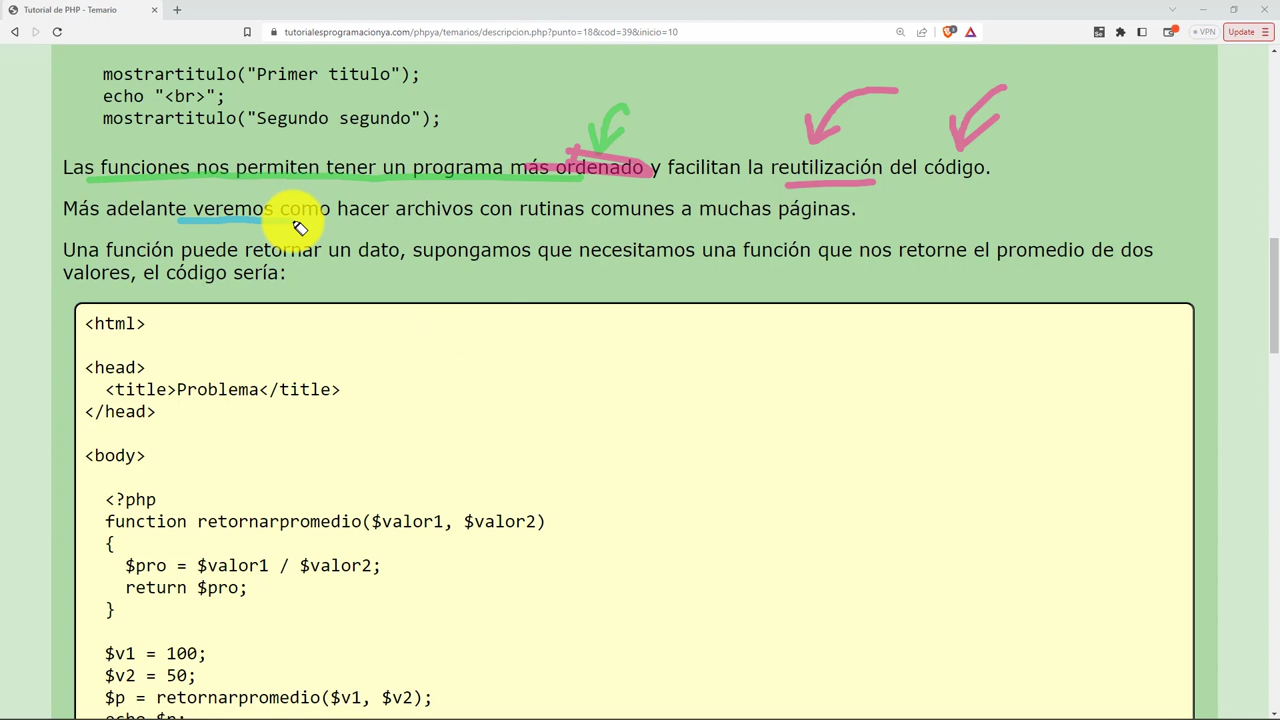 Tutorial de PHP - Temario
tutorialesprogramacionya.com/phpya/temarios/descripcion.php?punto=18&cod=39&inicio=10
VPN
Update
mostrartitulo("Primer titulo");
echo "<br>";
mostrartitulo("Segundo segundo");
Las funciones nos permiten tener un programa más ordenado y facilitan la reutilización del código.
Más adelante veremos como hacer archivos con rutinas comunes a muchas páginas.
Una función puede retornar un dato, supongamos que necesitamos una función que nos retorne el promedio de dos
valores, el código sería:
<html>
<head>
<title>Problema</title>
</head>
<body>
<?php
function retornarpromedio($valor1, $valor2)
{
$pro = $valor1 / $valor2;
return $pro;
}
$v1 = 100;
$v2 = 50;
$p = retornarpromedio($v1, $v2);
echo $p;